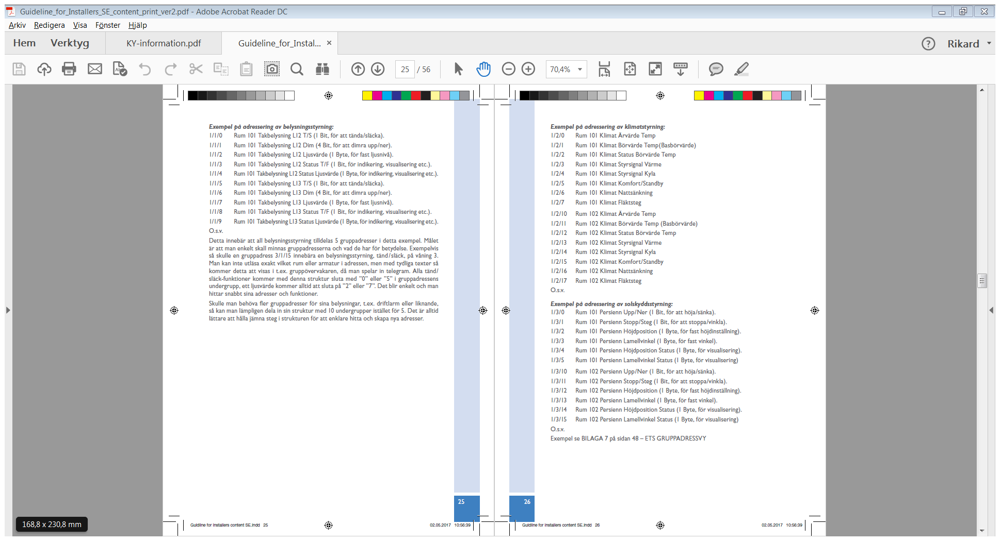 Guideline_for_Installers_SE_content_print_ver2.pdf - Adobe Acrobat Reader DC
Arkiv Redigera Visa Fönster Hjälp
Hem Verktyg KY-information.pdf Guideline_for_Instal... × ? Rikard
25 / 56 70,4%
Exempel på adressering av belysningsstyrning:
1/1/0 Rum 101 Takbelysning L12 T/S (1 Bit, för att tända/släcka).
1/1/1 Rum 101 Takbelysning L12 Dim (4 Bit, för att dimra upp/ner).
1/1/2 Rum 101 Takbelysning L12 Ljusvärde (1 Byte, för fast ljusnivå).
1/1/3 Rum 101 Takbelysning L12 Status T/F (1 Bit, för indikering, visualisering etc.).
1/1/4 Rum 101 Takbelysning L12 Status Ljusvärde (1 Byte, för indikering, visualisering etc.).
1/1/5 Rum 101 Takbelysning L13 T/S (1 Bit, för att tända/släcka).
1/1/6 Rum 101 Takbelysning L13 Dim (4 Bit, för att dimra upp/ner).
1/1/7 Rum 101 Takbelysning L13 Ljusvärde (1 Byte, för fast ljusnivå).
1/1/8 Rum 101 Takbelysning L13 Status T/F (1 Bit, för indikering, visualisering etc.).
1/1/9 Rum 101 Takbelysning L13 Status Ljusvärde (1 Byte, för indikering, visualisering etc.).
O.s.v.
Detta innebär att all belysningsstyrning tilldelas 5 gruppadresser i detta exempel. Målet
är att man enkelt skall minnas gruppadresserna och vad de har för betydelse. Exempelvis
så skulle en gruppadress 3/1/15 innebära en belysningsstyrning, tänd/släck, på våning 3.
Man kan inte utläsa exakt vilket rum eller armatur i adressen, men med tydliga texter så
kommer detta att visas i t.ex. gruppövervakaren, då man spelar in telegram. Alla tänd/
släck-funktioner kommer med denna struktur sluta med ”0” eller ”5” i gruppadressens
undergrupp, ett ljusvärde kommer alltid att sluta på ”2” eller ”7”. Det blir enkelt och man
hittar snabbt sina adresser och funktioner.
Skulle man behöva fler gruppadresser för sina belysningar, t.ex. driftlarm eller liknande,
så kan man lämpligen dela in sin struktur med 10 undergrupper istället för 5. Det är alltid
lättare att hålla jämna steg i strukturen för att enklare hitta och skapa nya adresser.
25
Guidline for Installers content SE.indd 25 02.05.2017 10:56:39
Exempel på adressering av klimatstyrning:
1/2/0 Rum 101 Klimat Ärvärde Temp
1/2/1 Rum 101 Klimat Börvärde Temp(Basbörvärde)
1/2/2 Rum 101 Klimat Status Börvärde Temp
1/2/3 Rum 101 Klimat Styrsignal Värme
1/2/4 Rum 101 Klimat Styrsignal Kyla
1/2/5 Rum 101 Klimat Komfort/Standby
1/2/6 Rum 101 Klimat Nattsänkning
1/2/7 Rum 101 Klimat Fläktsteg
1/2/10 Rum 102 Klimat Ärvärde Temp
1/2/11 Rum 102 Klimat Börvärde Temp (Basbörvärde)
1/2/12 Rum 102 Klimat Status Börvärde Temp
1/2/13 Rum 102 Klimat Styrsignal Värme
1/2/14 Rum 102 Klimat Styrsignal Kyla
1/2/15 Rum 102 Klimat Komfort/Standby
1/2/16 Rum 102 Klimat Nattsänkning
1/2/17 Rum 102 Klimat Fläktsteg
O.s.v.
Exempel på adressering av solskyddsstyrning:
1/3/0 Rum 101 Persienn Upp/Ner (1 Bit, för att höja/sänka).
1/3/1 Rum 101 Persienn Stopp/Steg (1 Bit, för att stoppa/vinkla).
1/3/2 Rum 101 Persienn Höjdposition (1 Byte, för fast höjdinställning).
1/3/3 Rum 101 Persienn Lamellvinkel (1 Byte, för fast vinkel).
1/3/4 Rum 101 Persienn Höjdposition Status (1 Byte, för visualisering).
1/3/5 Rum 101 Persienn Lamellvinkel Status (1 Byte, för visualisering)
1/3/10 Rum 102 Persienn Upp/Ner (1 Bit, för att höja/sänka).
1/3/11 Rum 102 Persienn Stopp/Steg (1 Bit, för att stoppa/vinkla).
1/3/12 Rum 102 Persienn Höjdposition (1 Byte, för fast höjdinställning).
1/3/13 Rum 102 Persienn Lamellvinkel (1 Byte, för fast vinkel).
1/3/14 Rum 102 Persienn Höjdposition Status (1 Byte, för visualisering).
1/3/15 Rum 102 Persienn Lamellvinkel Status (1 Byte, för visualisering)
O.s.v.
Exempel se BILAGA 7 på sidan 48 – ETS GRUPPADRESSVY
26
Guidline for Installers content SE.indd 26 02.05.2017 10:56:39
168,8 x 230,8 mm